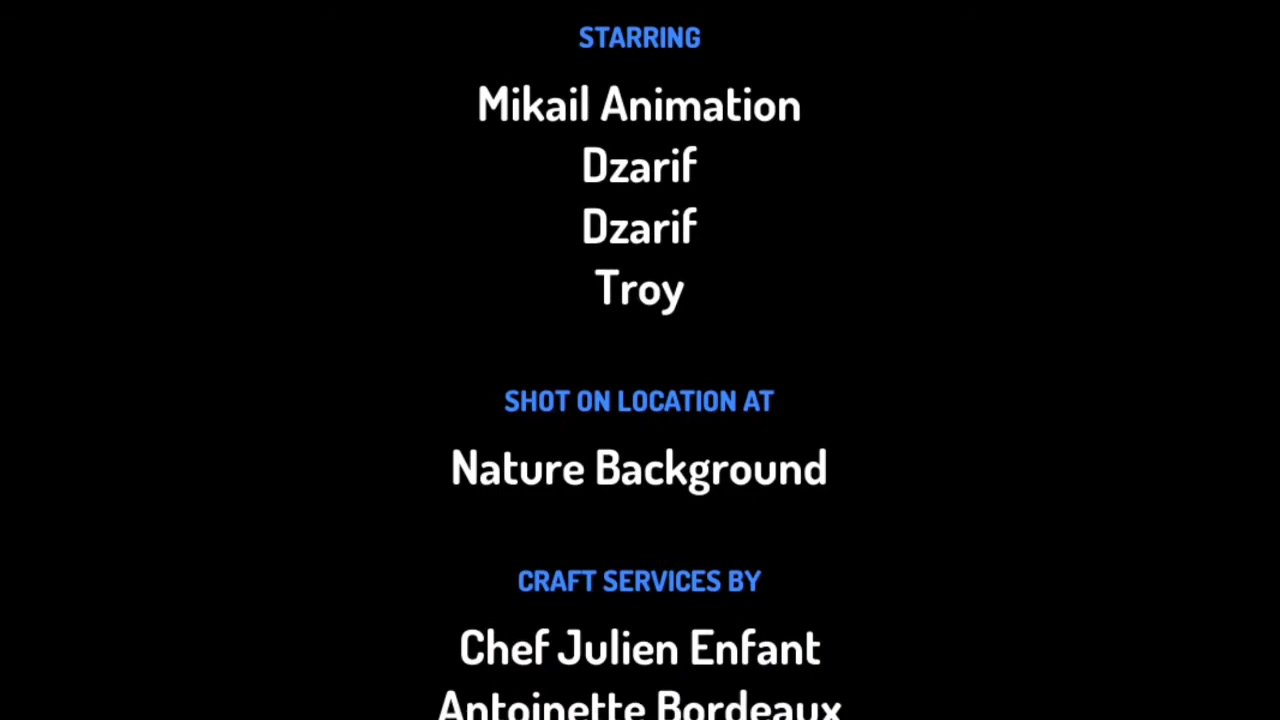 STARRING
Mikail Animation
Dzarif
Dzarif
Troy
SHOT ON LOCATION AT
Nature Background
CRAFT SERVICES BY
Chef Julien Enfant
Antoinette Bordeaux